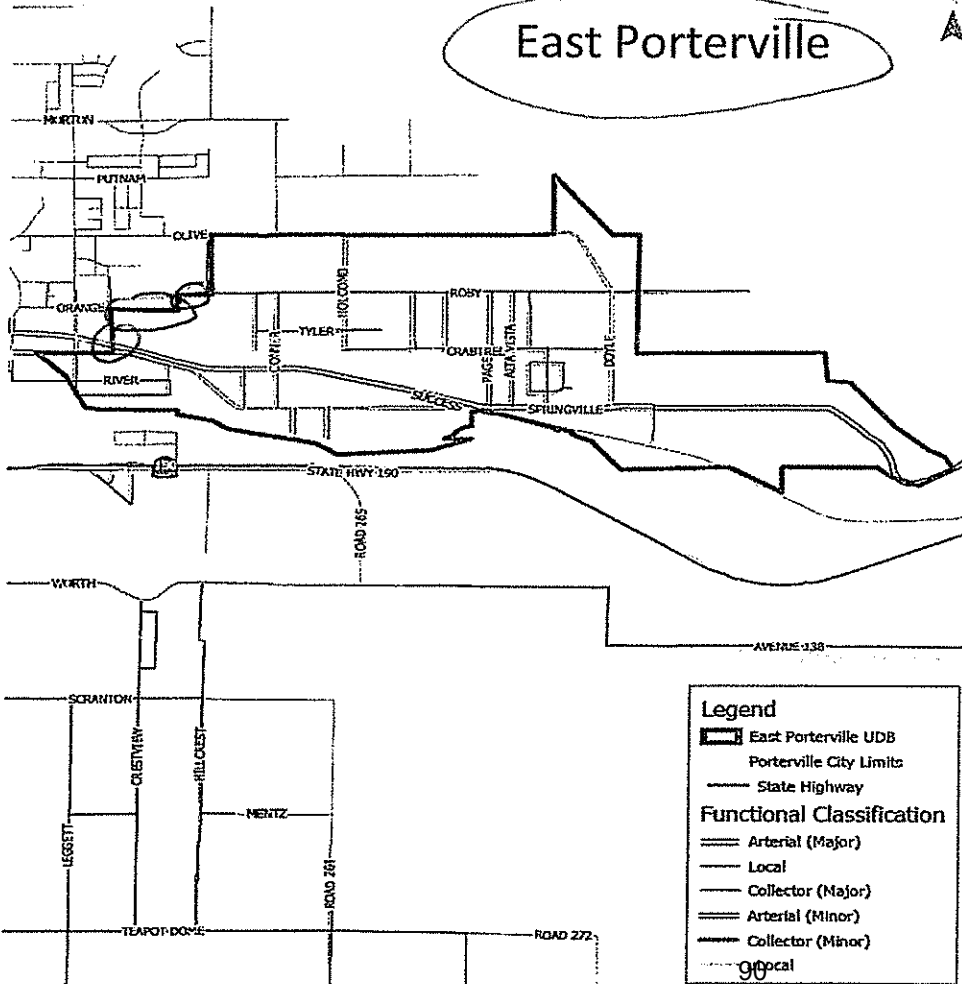 East Porterville
MORTON
PUTNAM
OLIVE
HOLCOMB
ORANGE
ROBY
TYLER
CONNER
CRABTREE
PAGE
ALTA VISTA
DOYLE
RIVER
SUCCESS
SPRINGVILLE
STATE HWY 190
ROAD 265
WORTH
AVENUE 138
SCRANTON
CRESTVIEW
HILLCREST
MENTZ
LEGGETT
ROAD 261
TEAPOT DOME
ROAD 272
Legend
East Porterville UDB
Porterville City Limits
State Highway
Functional Classification
Arterial (Major)
Local
Collector (Major)
Arterial (Minor)
Collector (Minor)
Local
90